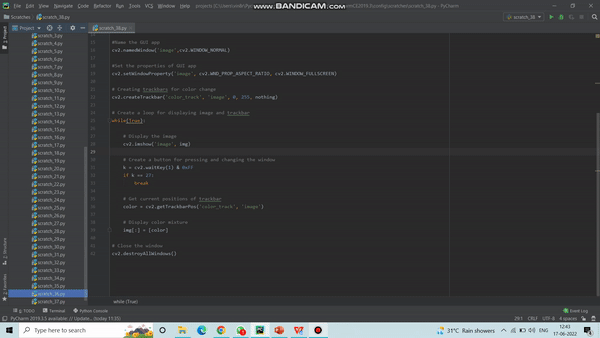 PC File Edit View Navigate Code Refactor Run Tools VCS Window Help
WWW.BANDICAM.COM
scratch_38.py - PyCharm
Scratches scratch_38.py
scratch_38
Project
scratch_38.py
scratch_3.py
scratch_4.py
scratch_5.py
scratch_6.py
scratch_7.py
scratch_8.py
scratch_9.py
scratch_10.py
scratch_11.py
scratch_12.py
scratch_13.py
scratch_14.py
scratch_15.py
scratch_16.py
scratch_17.py
scratch_18.py
scratch_19.py
scratch_20.py
scratch_21.py
scratch_22.py
scratch_23.py
scratch_24.py
scratch_25.py
scratch_26.py
scratch_27.py
scratch_28.py
scratch_29.py
scratch_30.py
scratch_31.py
scratch_32.py
scratch_33.py
scratch_34.py
scratch_35.py
scratch_36.py
scratch_37.py
#Name the GUI app
cv2.namedWindow('image',cv2.WINDOW_NORMAL)
#Set the properties of GUI app
cv2.setWindowProperty('image', cv2.WND_PROP_ASPECT_RATIO, cv2.WINDOW_FULLSCREEN)
# Creating trackbars for color change
cv2.createTrackbar('color_track', 'image', 0, 255, nothing)
# Create a loop for displaying image and trackbar
while(True):
# Display the image
cv2.imshow('image', img)
# Create a button for pressing and changing the window
k = cv2.waitKey(1) & 0xFF
if k == 27:
break
# Get current positions of trackbar
color = cv2.getTrackbarPos('color_track', 'image')
# Display color mixture
img[:] = [color]
# Close the window
cv2.destroyAllWindows()
while (True)
TODO Terminal Python Console
Event Log
PyCharm 2019.3.5 available: // Update... (today 11:35)
29:1 CRLF UTF-8 4 spaces
Type here to search
31°C Rain showers
ENG
12:43
17-06-2022